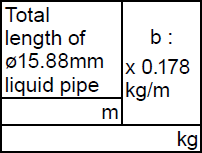 Total
length of
ø15.88mm
liquid pipe
b :
x 0.178
kg/m
m
kg